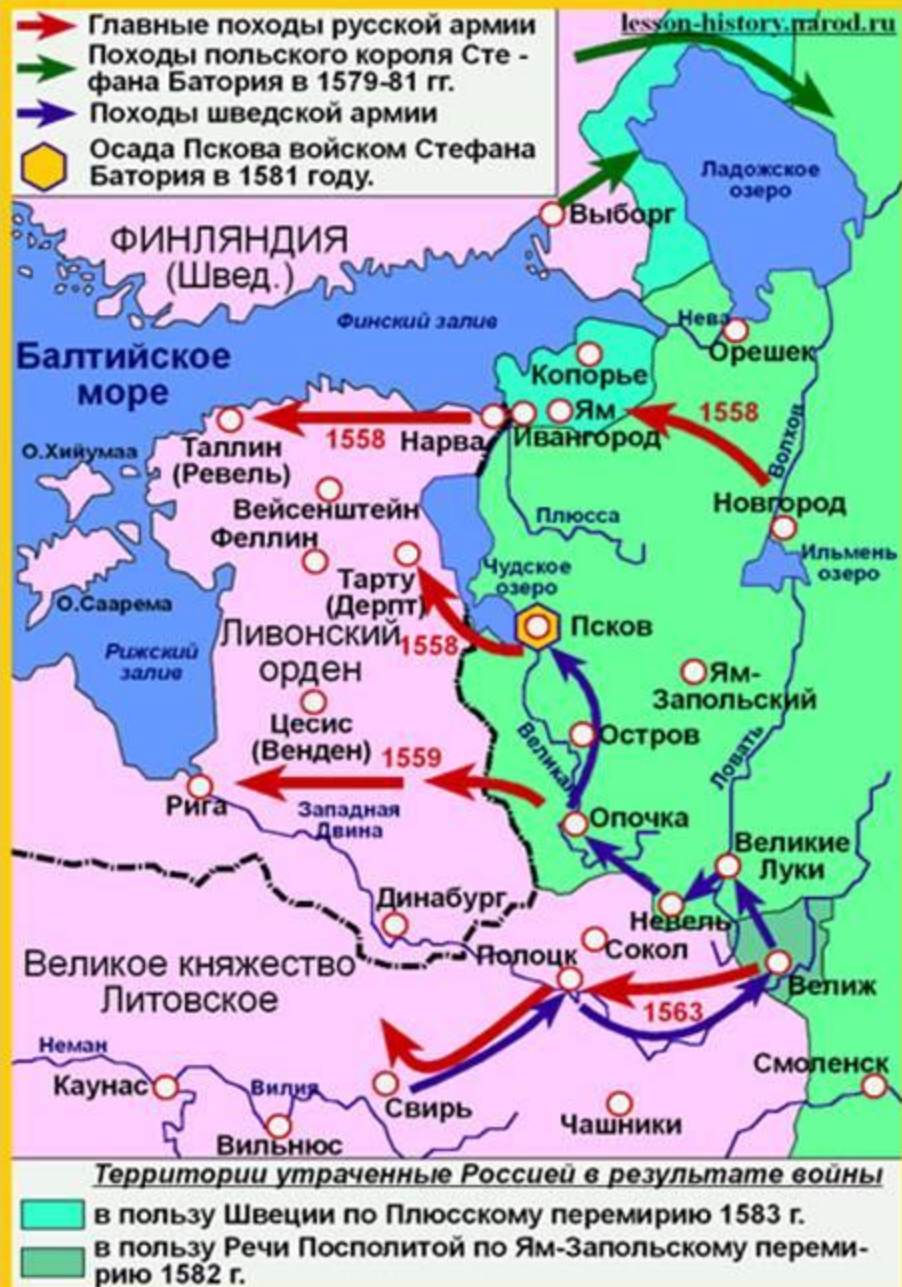 lesson-history.narod.ru
Главные походы русской армии
Походы польского короля Сте -
фана Батория в 1579-81 гг.
Походы шведской армии
Осада Пскова войском Стефана
Батория в 1581 году.
Ладожское
озеро
Выборг
ФИНЛЯНДИЯ
(Швед.)
Финский залив
Нева
Орешек
Балтийское
море
Копорье
Ям
1558
1558
Нарва
Ивангород
Таллин
(Ревель)
Волхов
О.Хийумаа
Вейсенштейн
Новгород
Плюсса
Феллин
Ильмень
озеро
Чудское
озеро
Тарту
(Дерпт)
О.Саарема
Псков
Ливонский
орден
1558
Рижский
залив
Ям-
Запольский
Цесис
(Венден)
Остров
Великая
Ловать
1559
Рига
Западная
Двина
Опочка
Великие
Луки
Динабург
Невель
Сокол
Полоцк
Великое княжество
Литовское
Велиж
1563
Неман
Смоленск
Каунас
Вилия
Свирь
Чашники
Вильнюс
Территории утраченные Россией в результате войны
в пользу Швеции по Плюсскому перемирию 1583 г.
в пользу Речи Посполитой по Ям-Запольскому переми-
рию 1582 г.